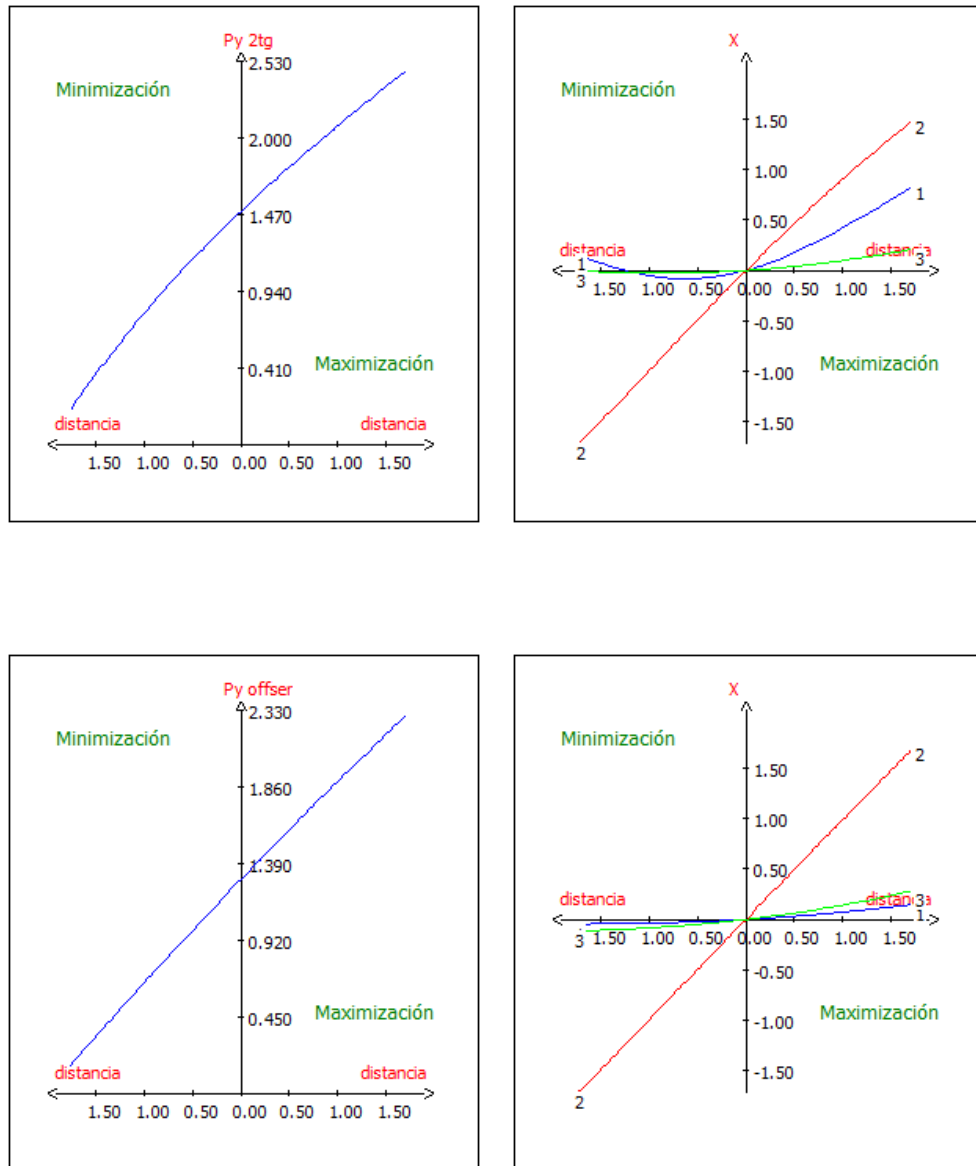 Py 2tg
2.530
Minimización
2.000
1.470
0.940
0.410
Maximización
distancia distancia
1.50 1.00 0.50 0.00 0.50 1.00 1.50
X
Minimización
1.50
2
1.00
1
0.50
distancia distancia
1 3
3 1.50 1.00 0.50 0.00 0.50 1.00 1.50
-0.50
Maximización
-1.00
-1.50
2
Py offser
2.330
Minimización
1.860
1.390
0.920
0.450
Maximización
distancia distancia
1.50 1.00 0.50 0.00 0.50 1.00 1.50
X
Minimización
2
1.50
1.00
0.50
distancia distancia
3
1
3 1.50 1.00 0.50 0.00 0.50 1.00 1.50
-0.50
Maximización
-1.00
-1.50
2